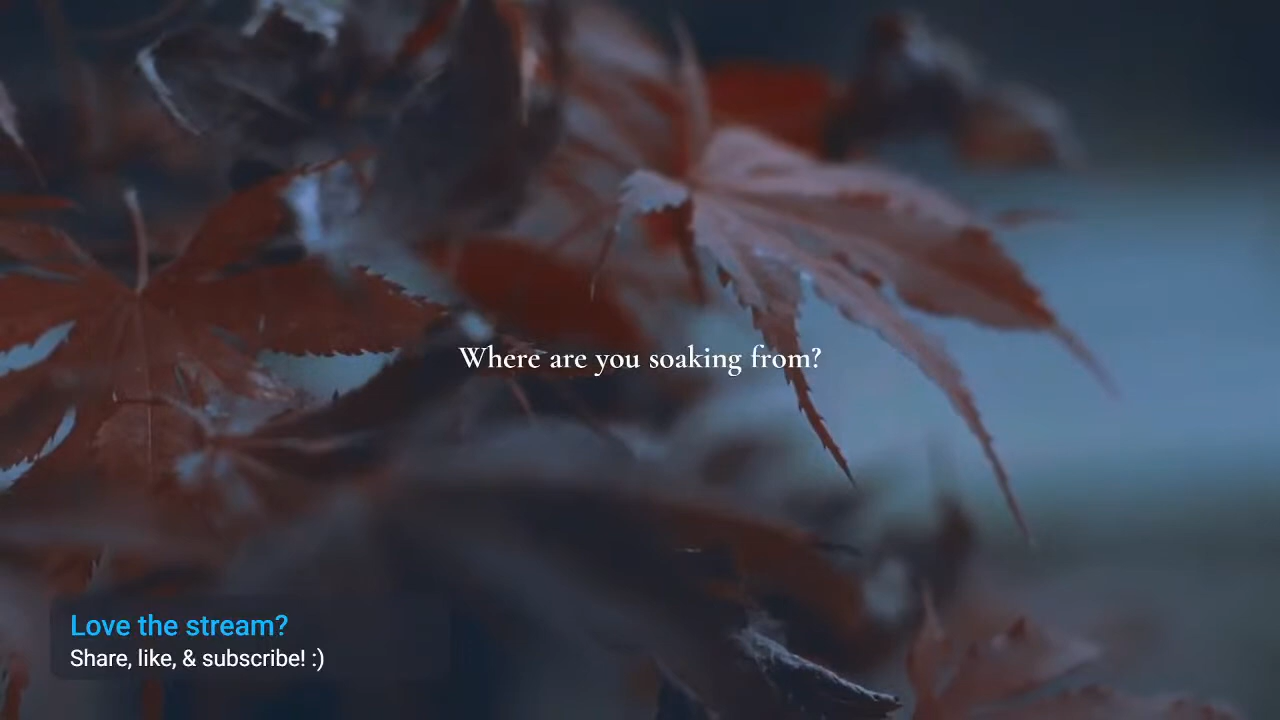 Where are you soaking from?
Love the stream?
Share, like, & subscribe! :)